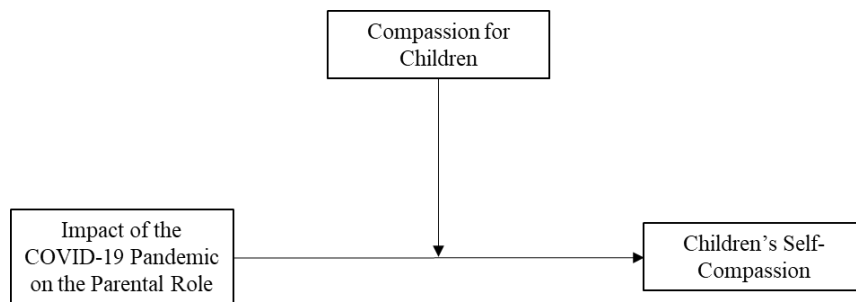 Compassion for
Children
Impact of the
COVID-19 Pandemic
on the Parental Role
Children’s Self-
Compassion